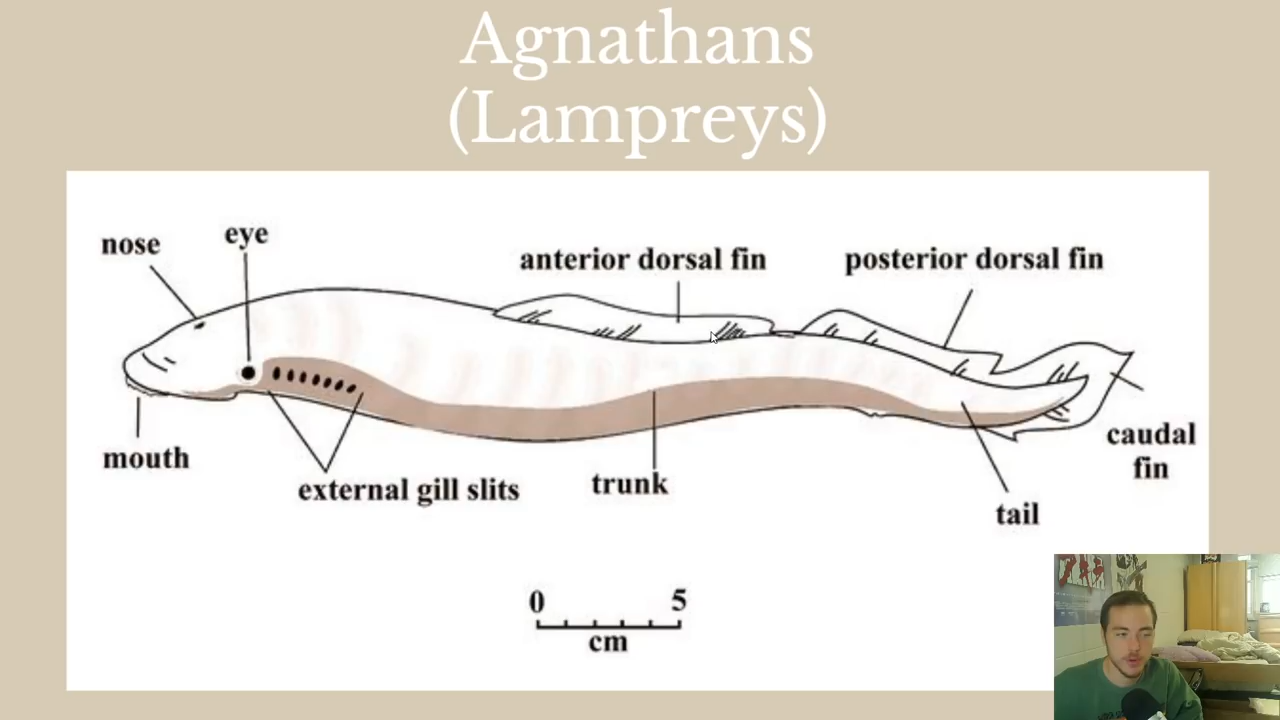 Agnathans
(Lampreys)
nose
eye
anterior dorsal fin
posterior dorsal fin
mouth
external gill slits
trunk
caudal
fin
tail
0 5
cm